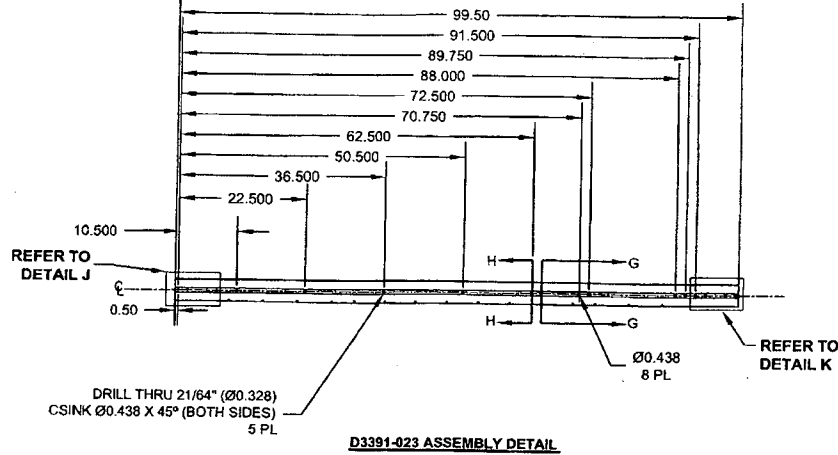 99.50
91.500
89.750
88.000
72.500
70.750
62.500
50.500
36.500
22.500
10.500
REFER TO
DETAIL J
H
G
℄
0.50
H
G
REFER TO
DETAIL K
Ø0.438
8 PL
DRILL THRU 21/64" (Ø0.328)
CSINK Ø0.438 X 45º (BOTH SIDES)
5 PL
D3391-023 ASSEMBLY DETAIL